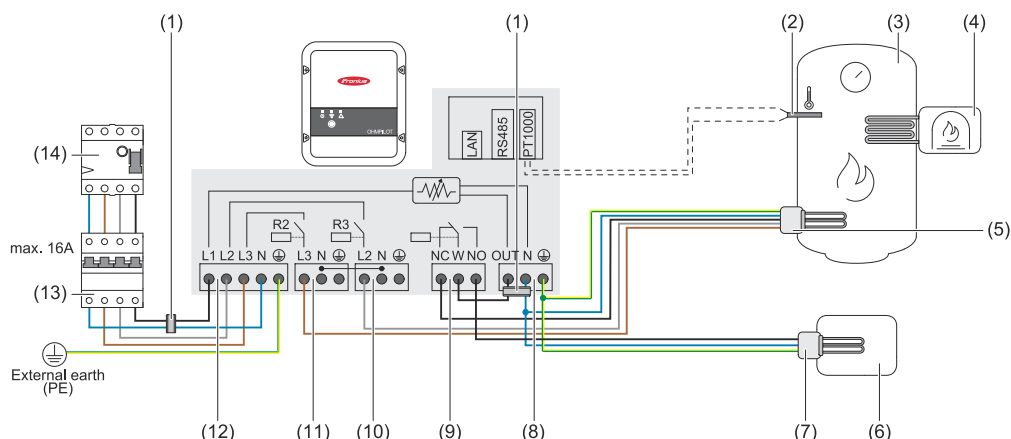 (1)
(1)
(2)
(3)
(4)
Fronius
OHMPILOT
LAN
RS485
PT1000
(14)
R2
R3
max. 16A
L1 L2 L3 N
L3 N
L2 N
NC W NO
OUT N
(5)
(13)
(1)
External earth
(PE)
(12)
(11)
(10)
(9)
(8)
(7)
(6)